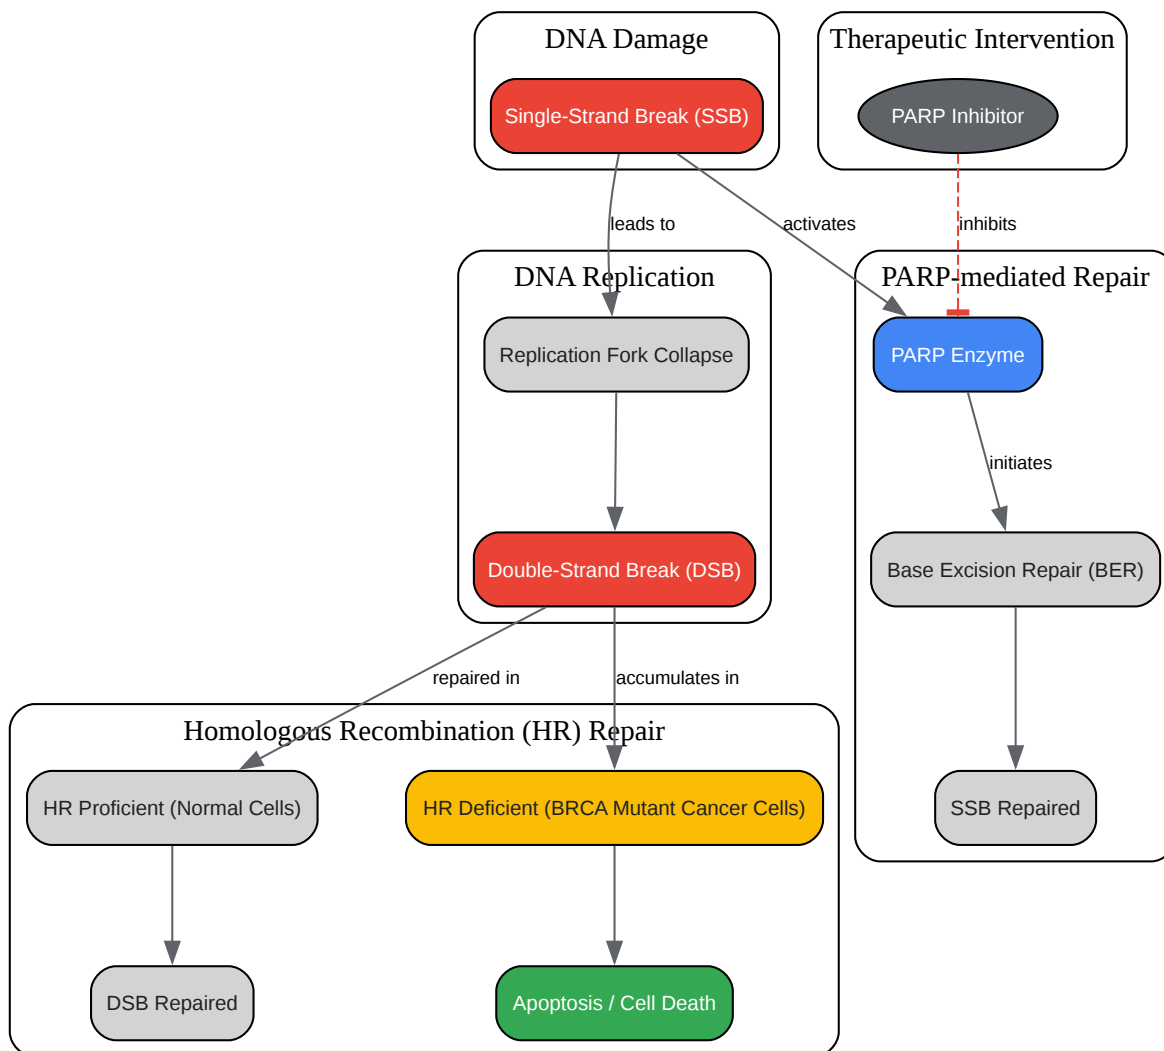 DNA Damage
Therapeutic Intervention
Single-Strand Break (SSB)
PARP Inhibitor
leads to
activates
inhibits
DNA Replication
PARP-mediated Repair
Replication Fork Collapse
PARP Enzyme
initiates
Double-Strand Break (DSB)
Base Excision Repair (BER)
repaired in
accumulates in
Homologous Recombination (HR) Repair
HR Proficient (Normal Cells)
HR Deficient (BRCA Mutant Cancer Cells)
SSB Repaired
DSB Repaired
Apoptosis / Cell Death